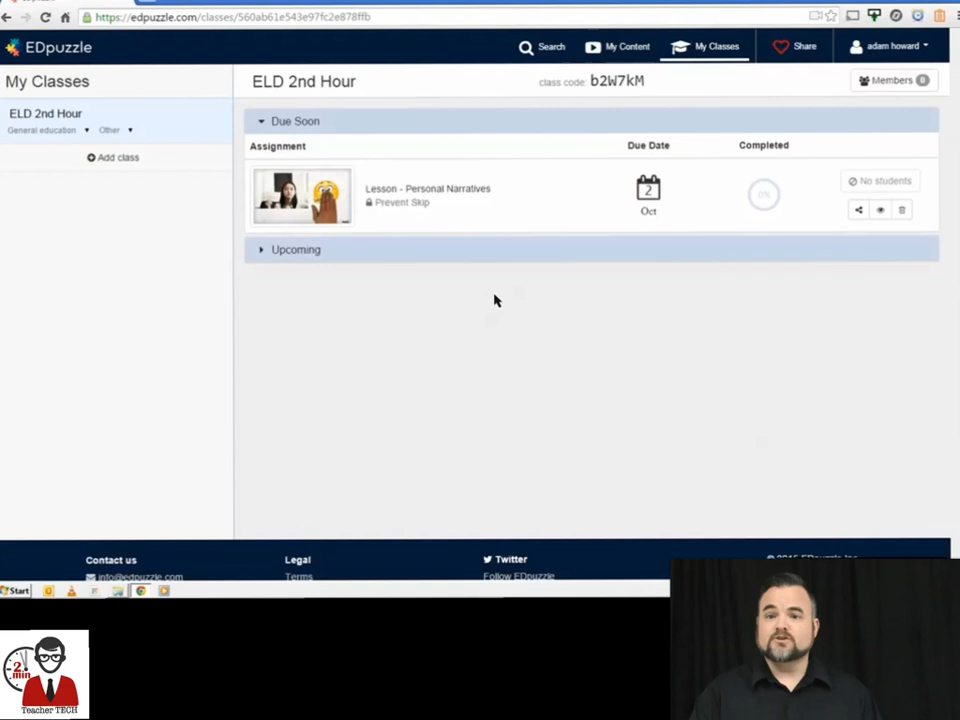 https://edpuzzle.com/classes/560ab61e543e97fc2e878ffb
EDpuzzle
Search
My Content
My Classes
Share
adam howard
My Classes
ELD 2nd Hour
class code: b2W7kM
Members 0
ELD 2nd Hour
General education
Other
Add class
Due Soon
Assignment
Due Date
Completed
Lesson - Personal Narratives
Prevent Skip
2
Oct
0%
No students
Upcoming
Contact us
Legal
Twitter
info@edpuzzle.com
Terms
Follow EDpuzzle
Start
2
min
Teacher TECH